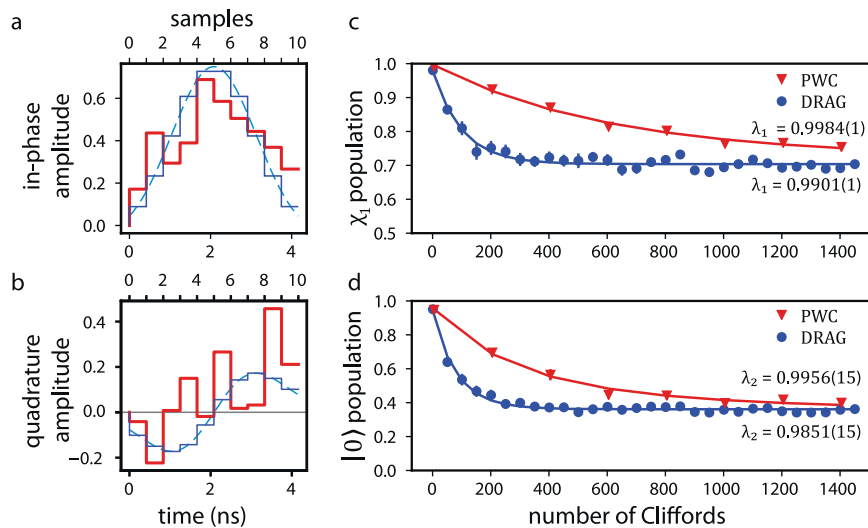 a
samples
0 2 4 6 8 10
in-phase
amplitude
0.6
0.4
0.2
0.0
0 2 4
b
0 2 4 6 8 10
quadrature
amplitude
0.4
0.2
0.0
−0.2
0 2 4
time (ns)
c
χ1 population
1.0
0.9
0.8
0.7
0.6
0.5
PWC
DRAG
λ1 = 0.9984(1)
λ1 = 0.9901(1)
0 200 400 600 800 1000 1200 1400
d
|0⟩ population
1.0
0.8
0.6
0.4
0.2
0.0
PWC
DRAG
λ2 = 0.9956(15)
λ2 = 0.9851(15)
0 200 400 600 800 1000 1200 1400
number of Cliffords